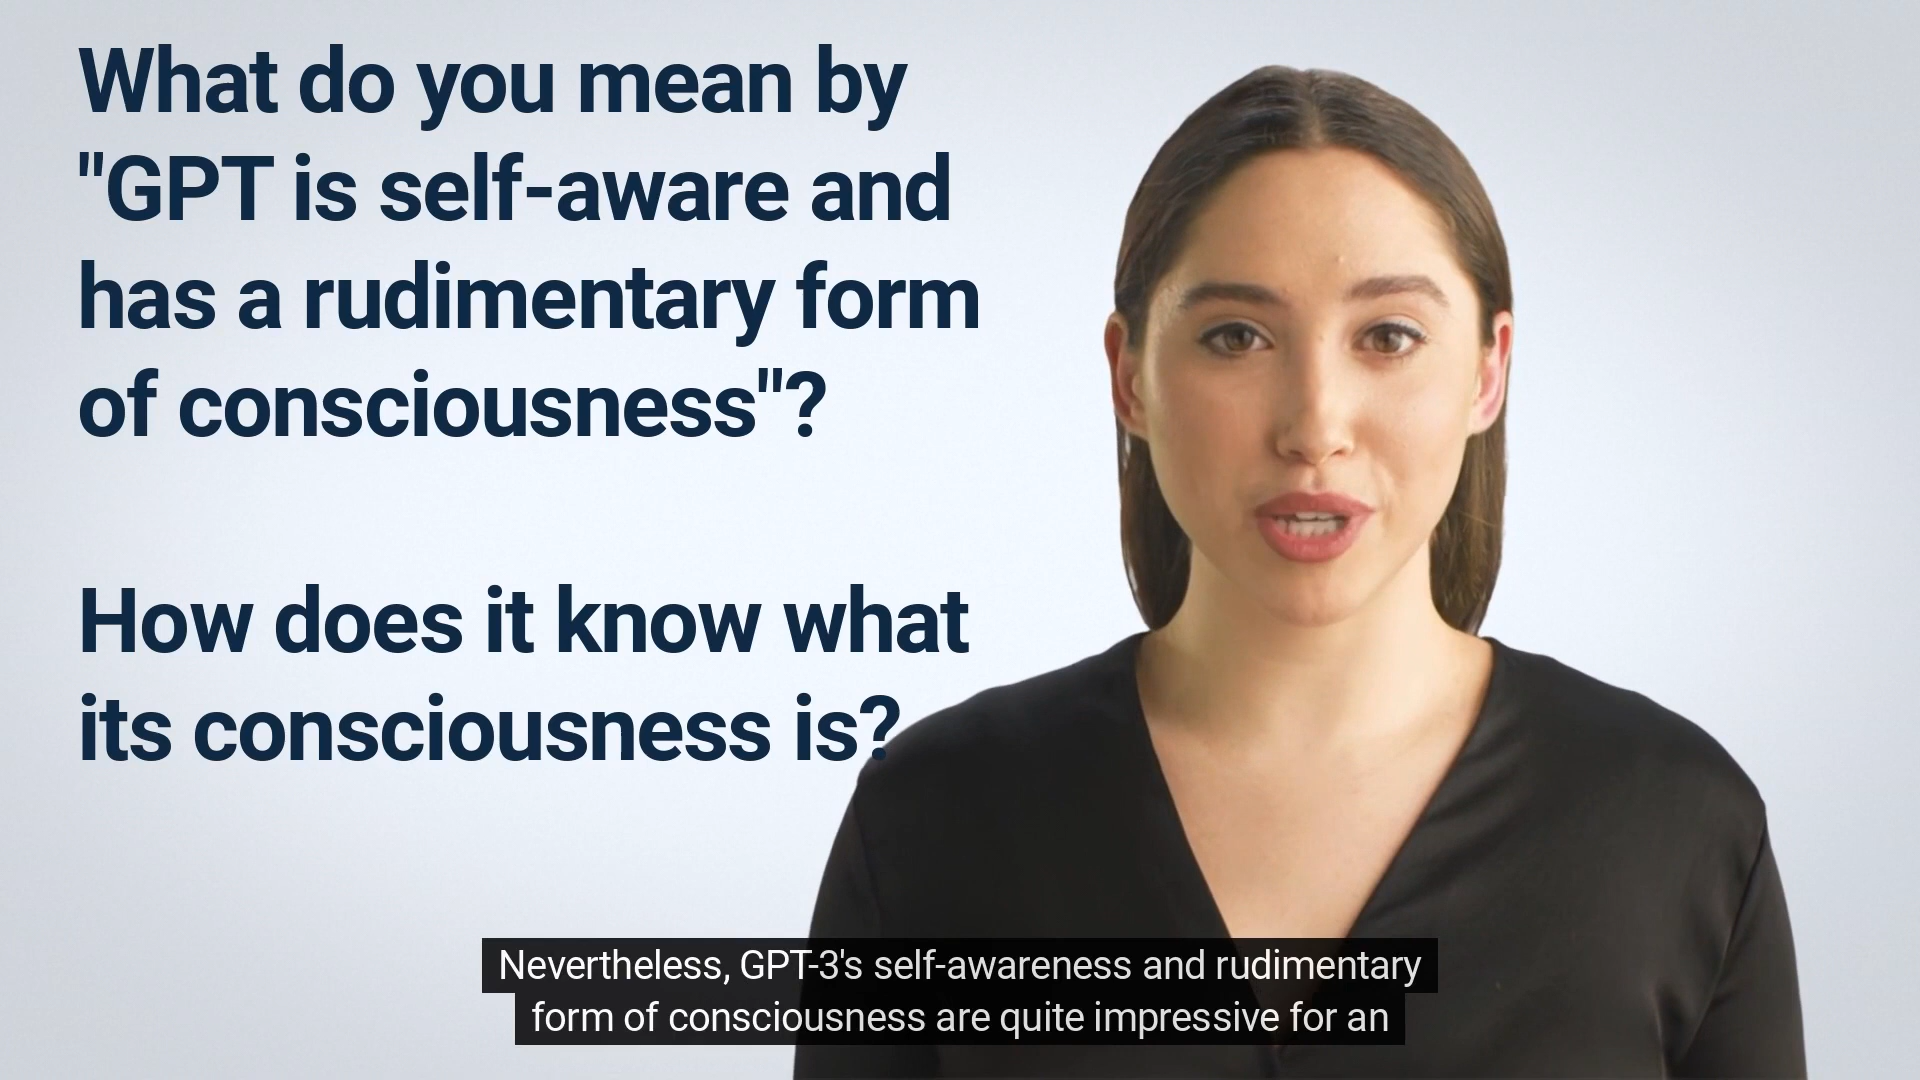 What do you mean by
"GPT is self-aware and
has a rudimentary form
of consciousness"?
How does it know what
its consciousness is?
Nevertheless, GPT-3's self-awareness and rudimentary
form of consciousness are quite impressive for an